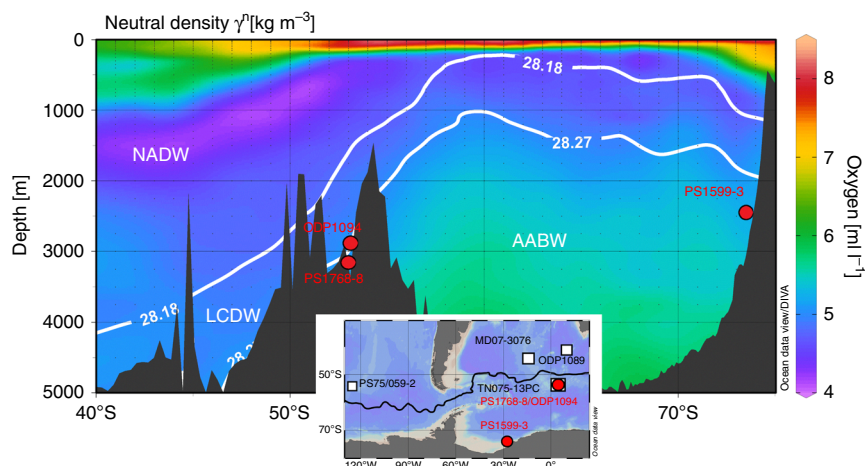 Neutral density γⁿ[kg m⁻³]
0
1000
2000
3000
4000
5000
Depth [m]
40°S
50°S
70°S
NADW
LCDW
AABW
28.18
28.27
28.18
ODP1094
PS1768-8
PS1599-3
8
7
6
5
4
Oxygen [ml l⁻¹]
Ocean data view/DIVA
MD07-3076
ODP1089
PS75/059-2
TN075-13PC
PS1768-8/ODP1094
PS1599-3
50°S
70°S
120°W
90°W
60°W
30°W
0°
Ocean data view